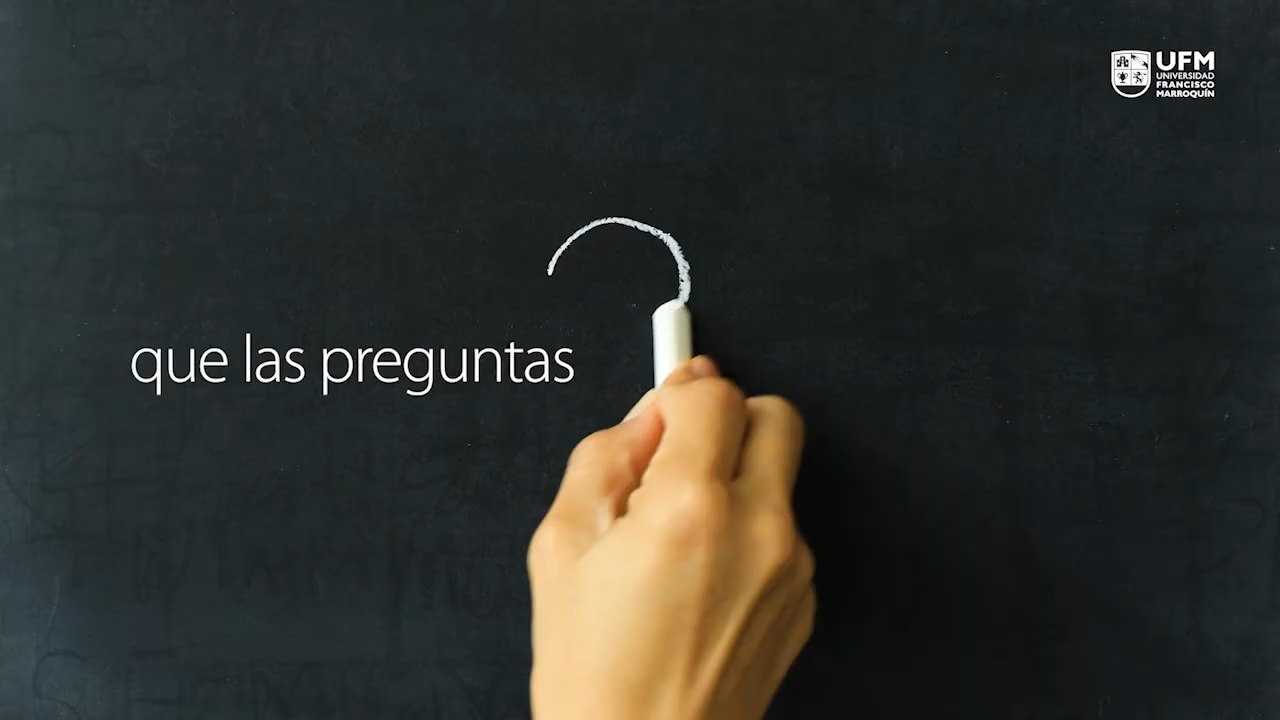 UFM
UNIVERSIDAD
FRANCISCO
MARROQUÍN
que las preguntas